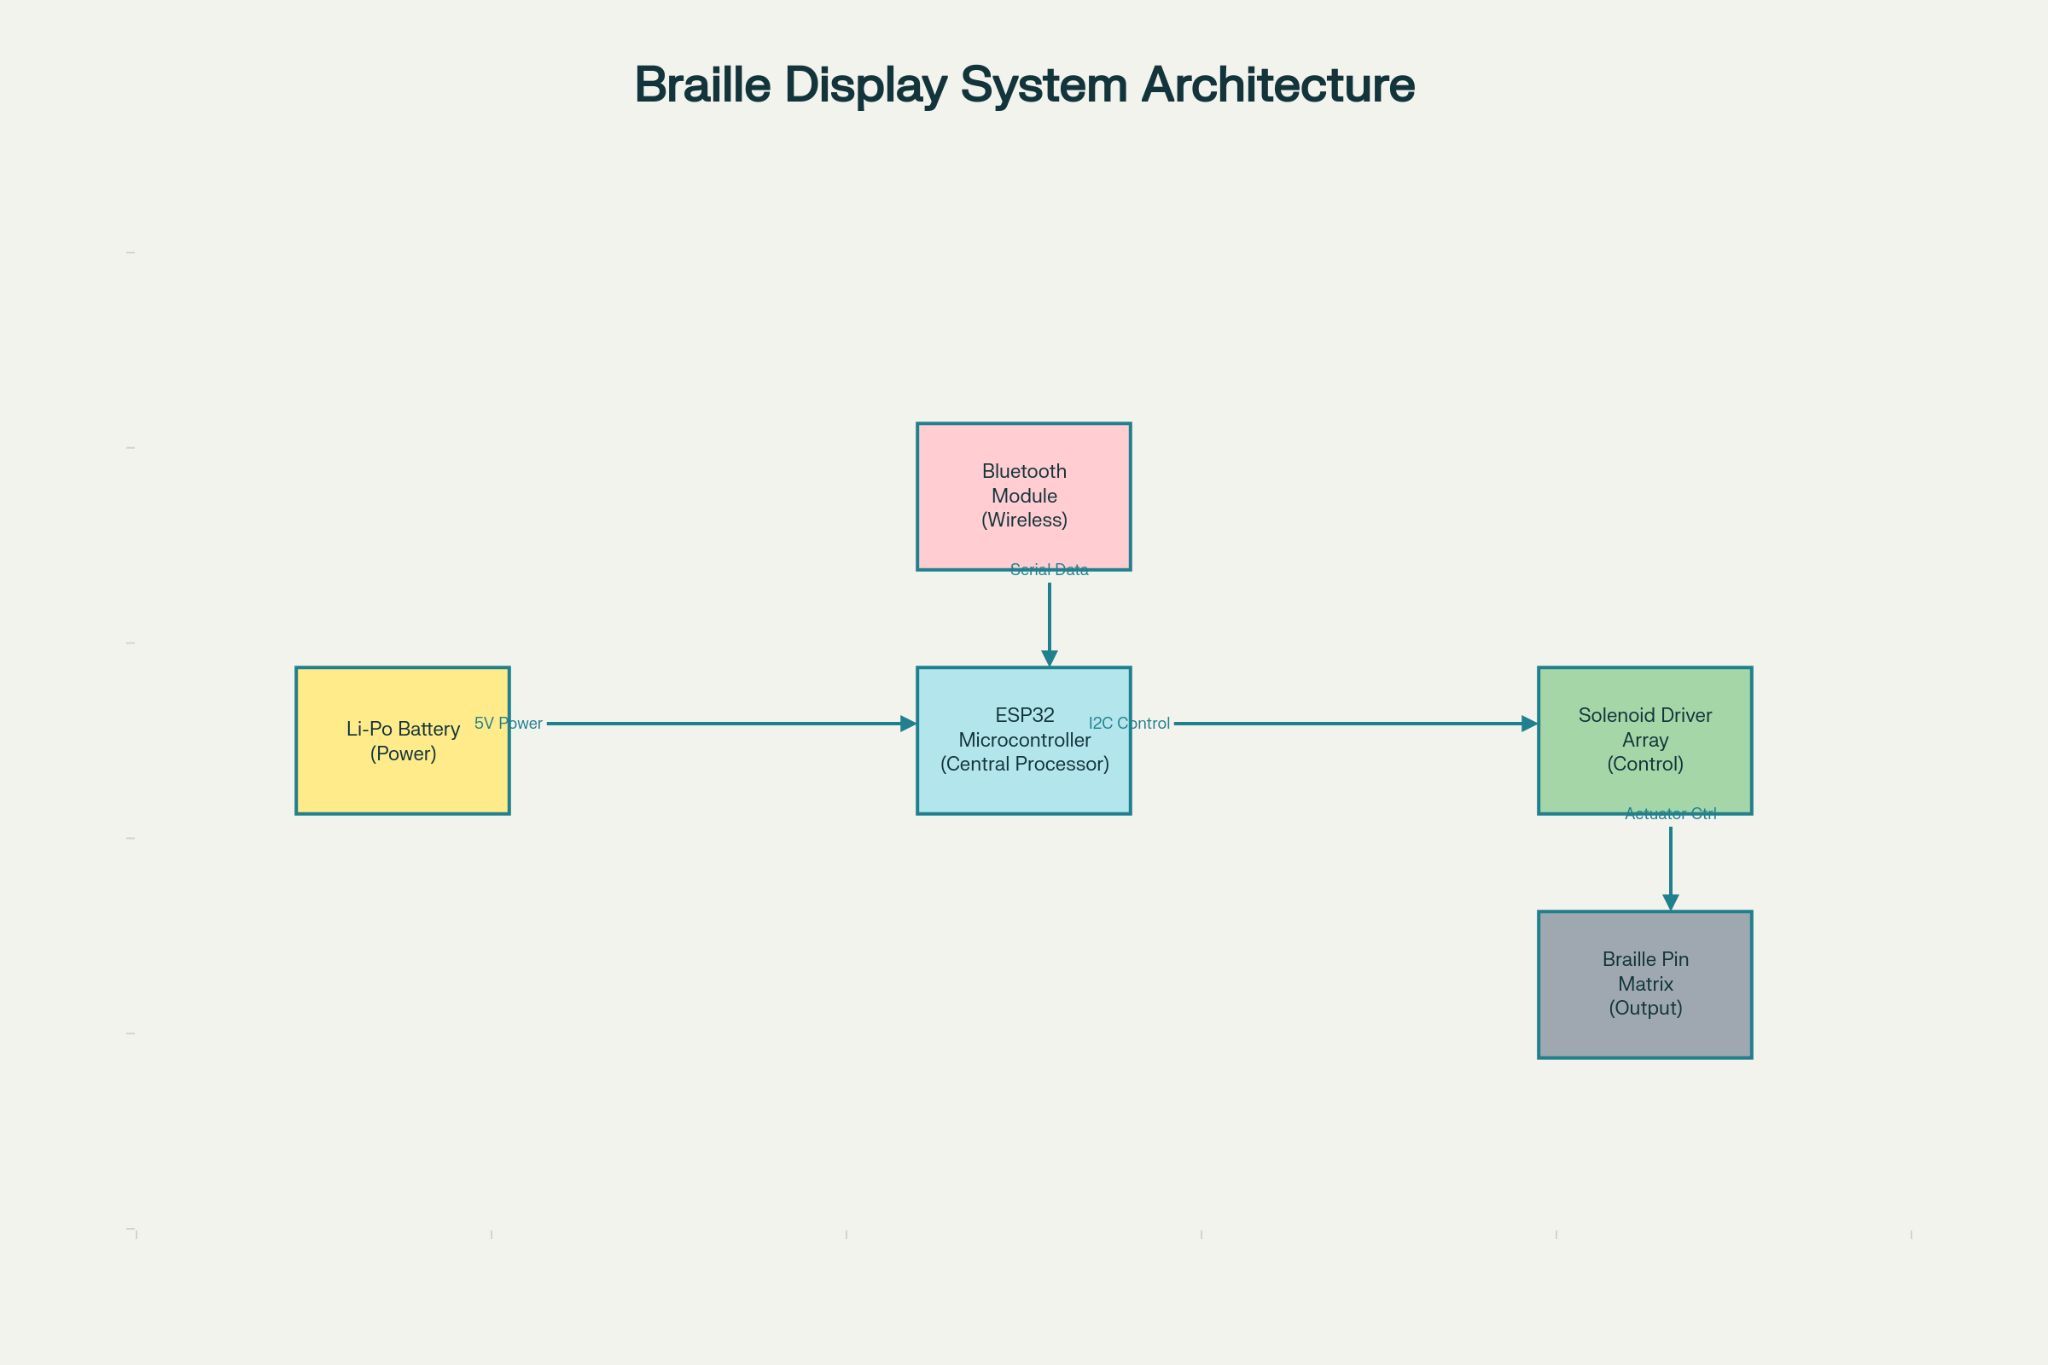 Braille Display System Architecture
Bluetooth
Module
(Wireless)
Serial Data
Li-Po Battery
(Power)
5V Power
ESP32
Microcontroller
(Central Processor)
I2C Control
Solenoid Driver
Array
(Control)
Actuator Ctrl
Braille Pin
Matrix
(Output)